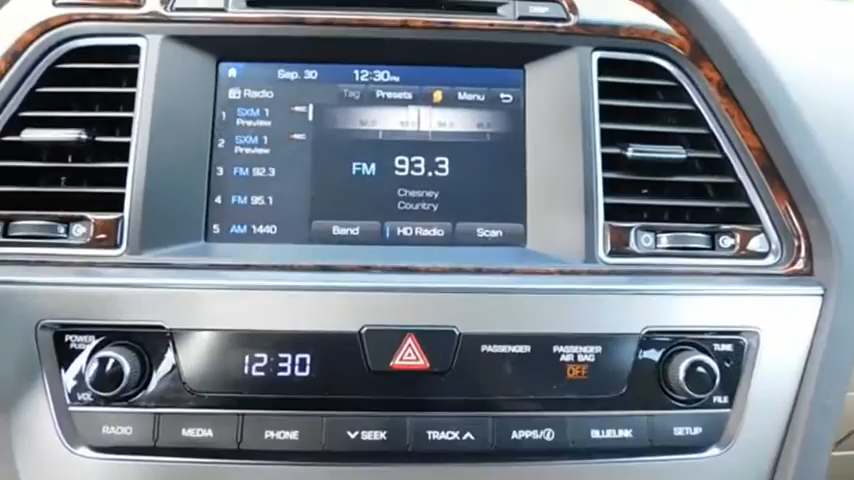 DISP
Sep. 30 12:30PM
Radio Tag Presets Menu
1 SXM 1
Preview
2 SXM 1
Preview
3 FM 92.3
4 FM 95.1
5 AM 1440
FM 93.3
Chesney
Country
Band HD Radio Scan
POWER
PUSH
VOL
12:30
PASSENGER
PASSENGER
AIR BAG
OFF
TUNE
FILE
RADIO MEDIA PHONE SEEK TRACK APPS/i BLUELINK SETUP